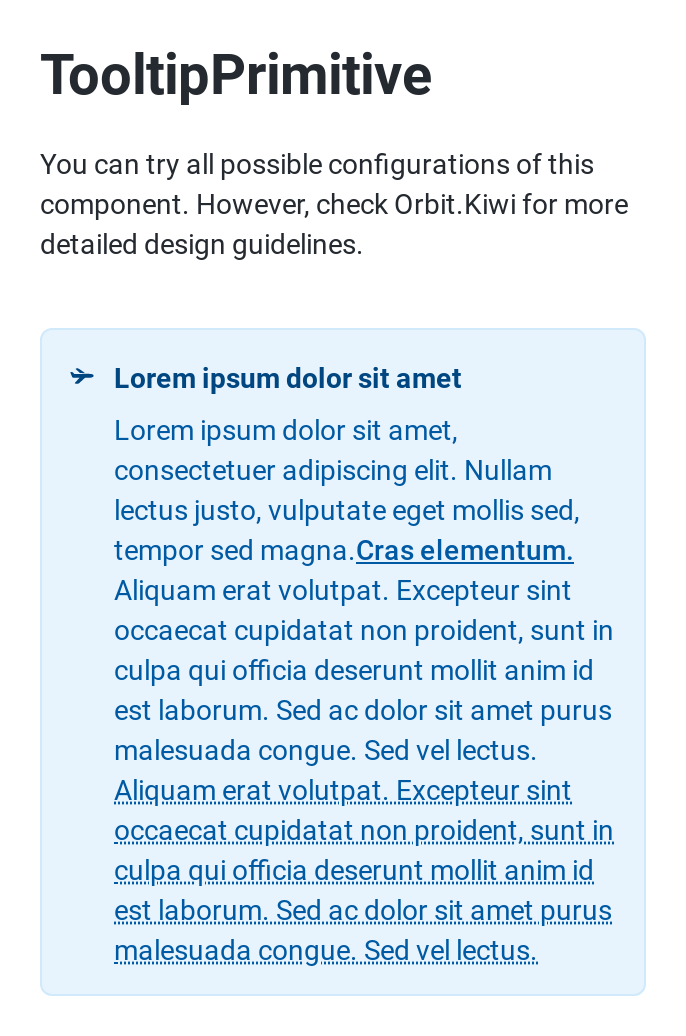 TooltipPrimitive
You can try all possible configurations of this
component. However, check Orbit.Kiwi for more
detailed design guidelines.
Lorem ipsum dolor sit amet
Lorem ipsum dolor sit amet,
consectetuer adipiscing elit. Nullam
lectus justo, vulputate eget mollis sed,
tempor sed magna.Cras elementum.
Aliquam erat volutpat. Excepteur sint
occaecat cupidatat non proident, sunt in
culpa qui officia deserunt mollit anim id
est laborum. Sed ac dolor sit amet purus
malesuada congue. Sed vel lectus.
Aliquam erat volutpat. Excepteur sint
occaecat cupidatat non proident, sunt in
culpa qui officia deserunt mollit anim id
est laborum. Sed ac dolor sit amet purus
malesuada congue. Sed vel lectus.